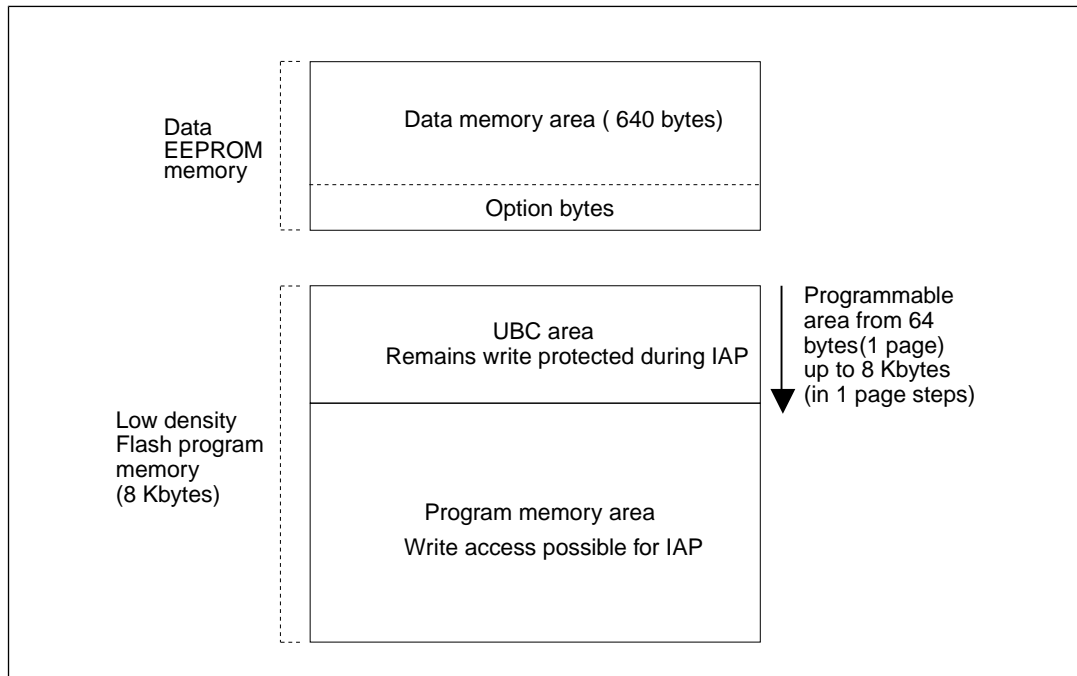 Data
EEPROM
memory
Data memory area ( 640 bytes)
Option bytes
Low density
Flash program
memory
(8 Kbytes)
UBC area
Remains write protected during IAP
Programmable
area from 64
bytes(1 page)
up to 8 Kbytes
(in 1 page steps)
Program memory area
Write access possible for IAP